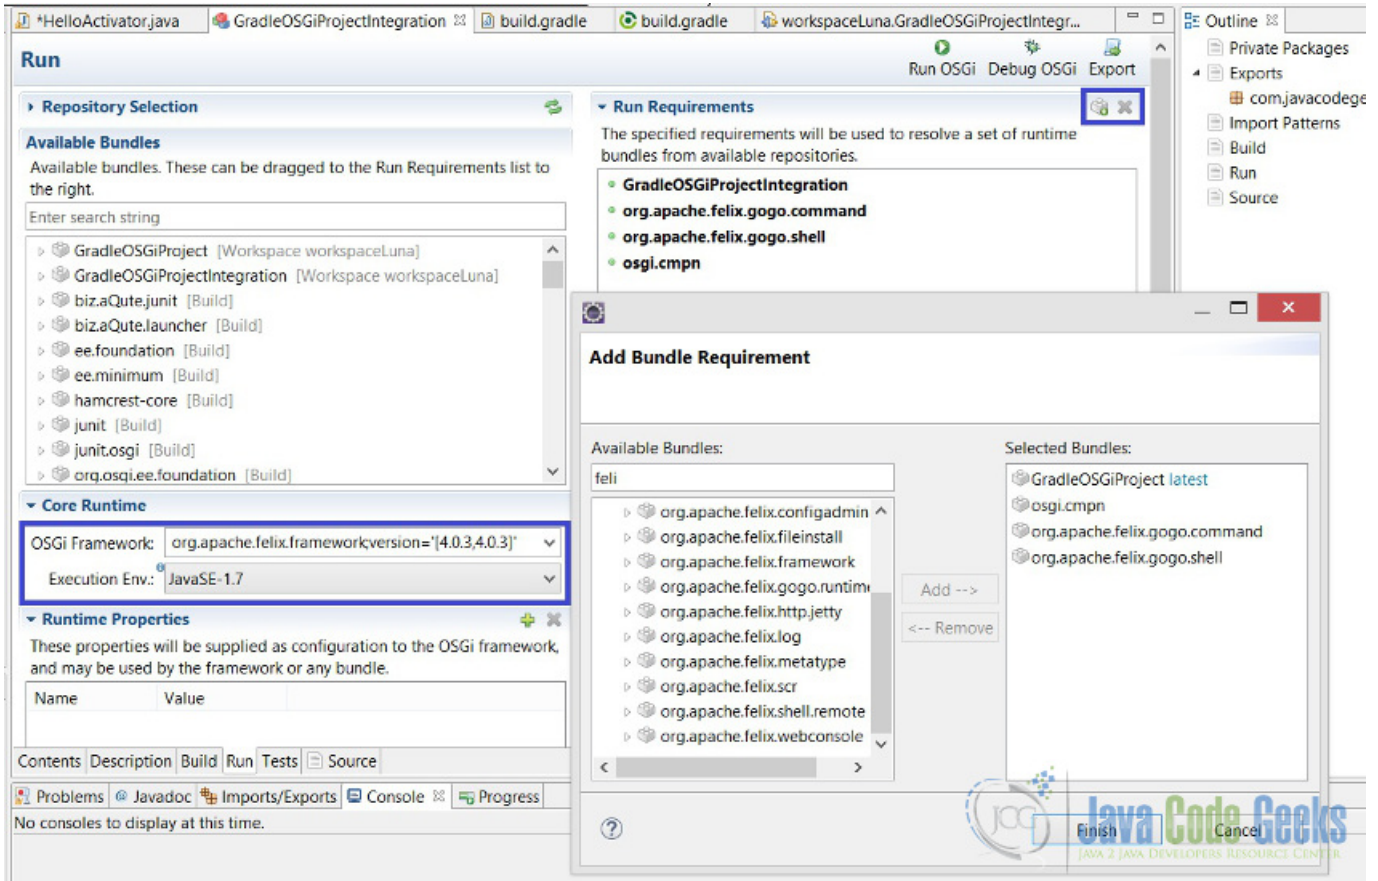 *HelloActivator.java
GradleOSGiProjectIntegration
build.gradle
build.gradle
workspaceLuna.GradleOSGiProjectIntegr...
Outline
Run
Run OSGi
Debug OSGi
Export
Repository Selection
Available Bundles
Available bundles. These can be dragged to the Run Requirements list to
the right.
Enter search string
GradleOSGiProject [Workspace workspaceLuna]
GradleOSGiProjectIntegration [Workspace workspaceLuna]
biz.aQute.junit [Build]
biz.aQute.launcher [Build]
ee.foundation [Build]
ee.minimum [Build]
hamcrest-core [Build]
junit [Build]
junit.osgi [Build]
org.osgi.ee.foundation [Build]
Core Runtime
OSGi Framework: org.apache.felix.framework;version='[4.0.3,4.0.3]'
Execution Env.: JavaSE-1.7
Runtime Properties
These properties will be supplied as configuration to the OSGi framework,
and may be used by the framework or any bundle.
Name Value
Contents Description Build Run Tests Source
Run Requirements
The specified requirements will be used to resolve a set of runtime
bundles from available repositories.
GradleOSGiProjectIntegration
org.apache.felix.gogo.command
org.apache.felix.gogo.shell
osgi.cmpn
Private Packages
Exports
com.javacodege
Import Patterns
Build
Run
Source
Add Bundle Requirement
Available Bundles:
feli
org.apache.felix.configadmin
org.apache.felix.fileinstall
org.apache.felix.framework
org.apache.felix.gogo.runtime
org.apache.felix.http.jetty
org.apache.felix.log
org.apache.felix.metatype
org.apache.felix.scr
org.apache.felix.shell.remote
org.apache.felix.webconsole
Add -->
<-- Remove
Selected Bundles:
GradleOSGiProject latest
osgi.cmpn
org.apache.felix.gogo.command
org.apache.felix.gogo.shell
Finish
Cancel
Problems @ Javadoc Imports/Exports Console Progress
No consoles to display at this time.
JCG
Java Code Geeks
JAVA 2 JAVA DEVELOPERS RESOURCE CENTER